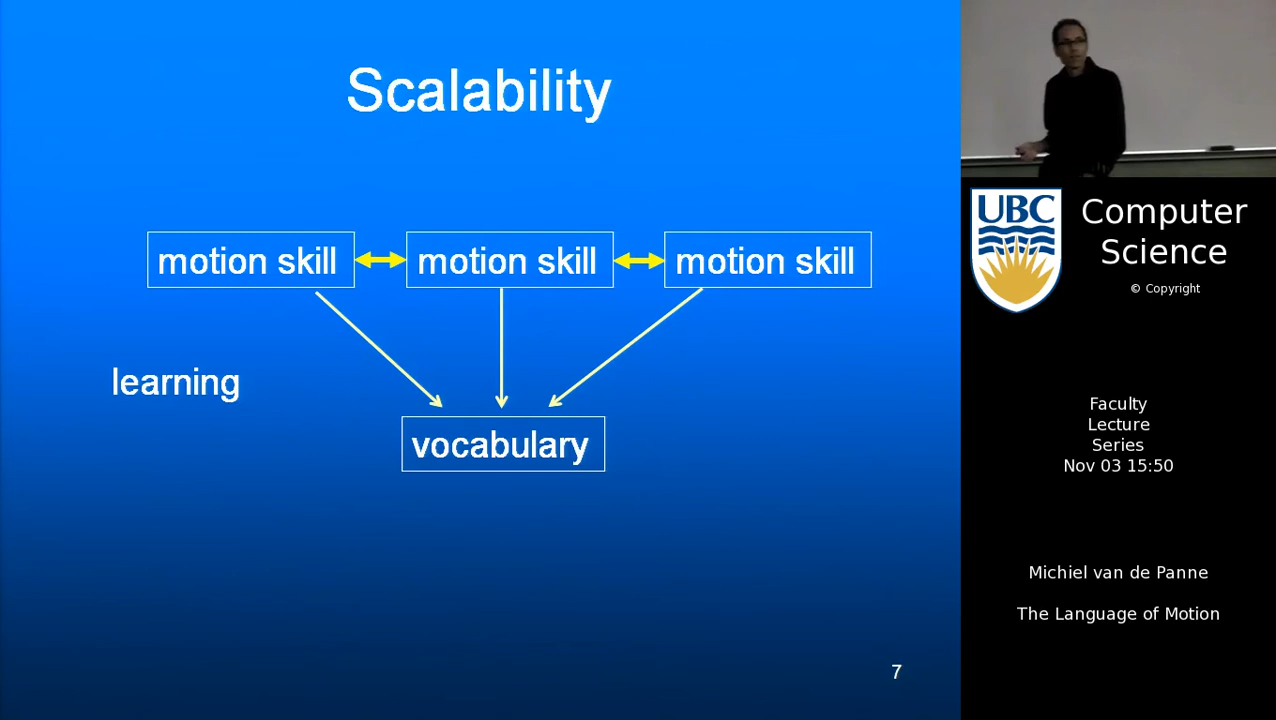 Scalability
motion skill
motion skill
motion skill
learning
vocabulary
7
UBC
Computer
Science
© Copyright
Faculty
Lecture
Series
Nov 03 15:50
Michiel van de Panne
The Language of Motion